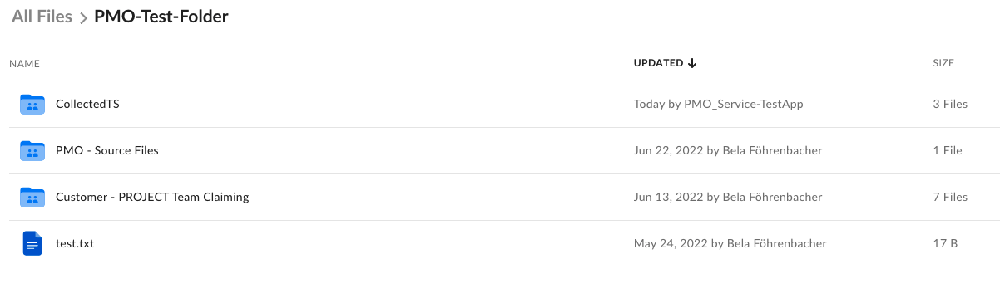 All Files > PMO-Test-Folder
NAME UPDATED ↓ SIZE
CollectedTS Today by PMO_Service-TestApp 3 Files
PMO - Source Files Jun 22, 2022 by Bela Föhrenbacher 1 File
Customer - PROJECT Team Claiming Jun 13, 2022 by Bela Föhrenbacher 7 Files
test.txt May 24, 2022 by Bela Föhrenbacher 17 B